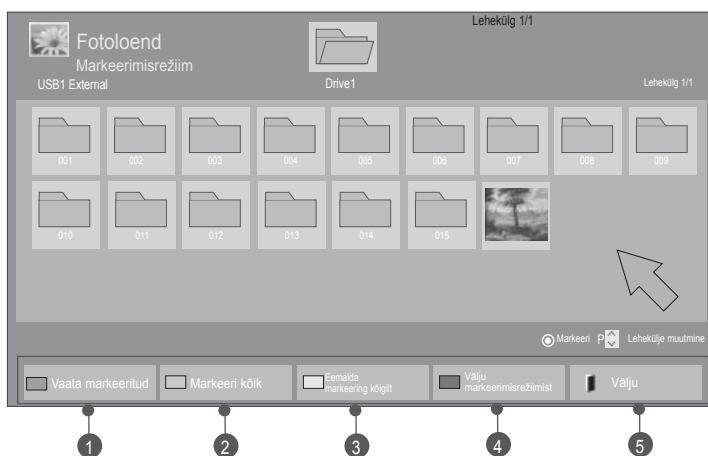 Lehekülg 1/1
Fotoloend
Markeerimisrežiim
USB1 External
Drive1
Lehekülg 1/1
001 002 003 004 005 006 007 008 009
010 011 012 013 014 015
Markeeri P Lehekülje muutmine
Vaata markeeritud
Markeeri kõik
Eemalda
markeering kõigilt
Välju
markeerimisrežiimist
Välju
1 2 3 4 5